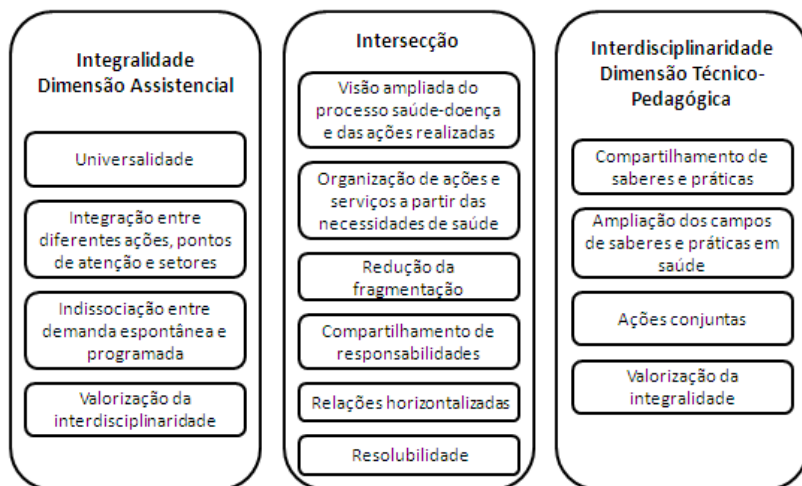 Integralidade
Dimensão Assistencial
Universalidade
Integração entre
diferentes ações, pontos
de atenção e setores
Indissociação entre
demanda espontânea e
programada
Valorização da
interdisciplinaridade
Intersecção
Visão ampliada do
processo saúde-doença
e das ações realizadas
Organização de ações e
serviços a partir das
necessidades de saúde
Redução da
fragmentação
Compartilhamento de
responsabilidades
Relações horizontalizadas
Resolubilidade
Interdisciplinaridade
Dimensão Técnico-
Pedagógica
Compartilhamento de
saberes e práticas
Ampliação dos campos
de saberes e práticas em
saúde
Ações conjuntas
Valorização da
integralidade